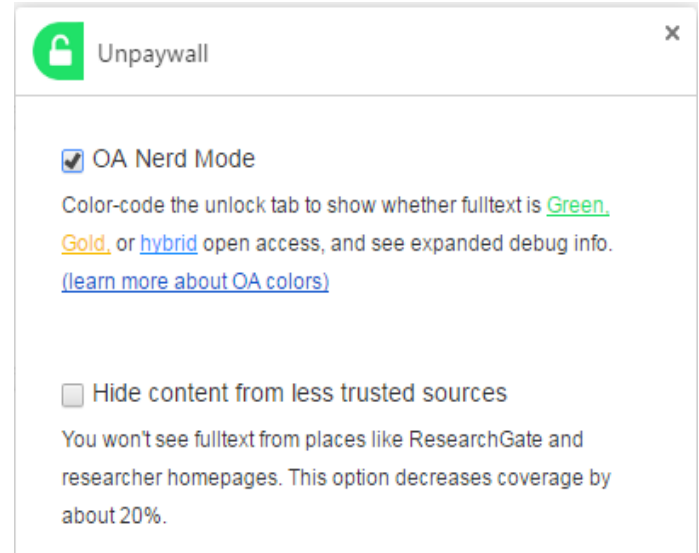 Unpaywall
OA Nerd Mode
Color-code the unlock tab to show whether fulltext is Green,
Gold, or hybrid open access, and see expanded debug info.
(learn more about OA colors)
Hide content from less trusted sources
You won't see fulltext from places like ResearchGate and
researcher homepages. This option decreases coverage by
about 20%.